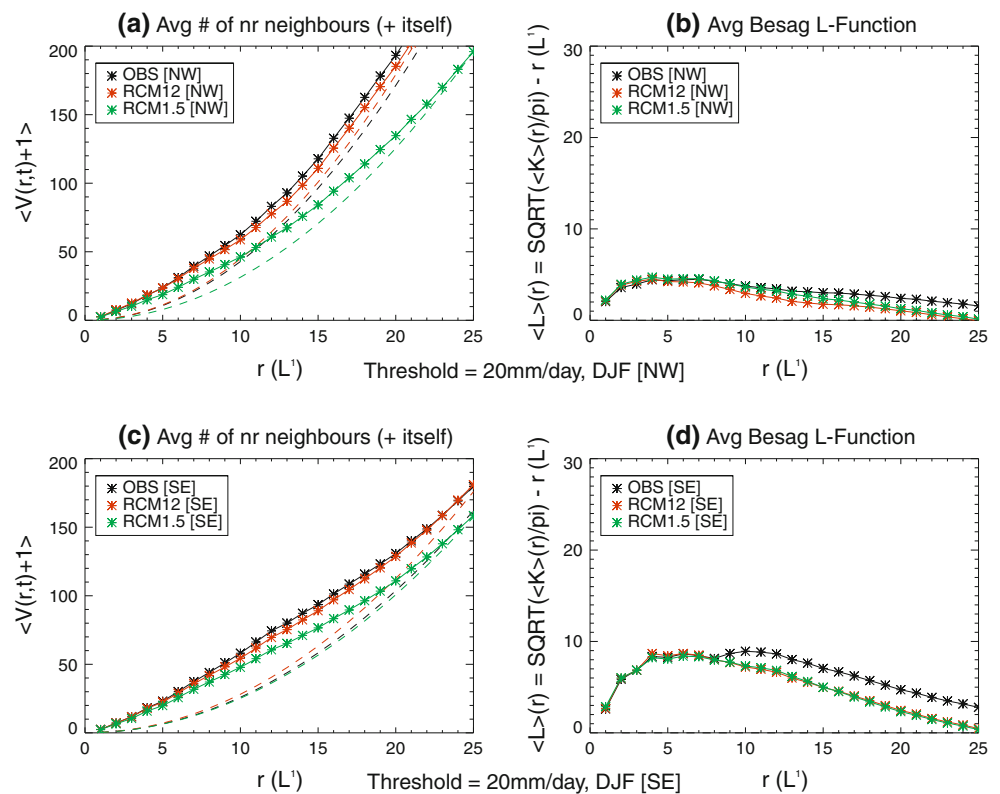 (a) Avg # of nr neighbours (+ itself)
200
150
100
50
0
<V(r,t)+1>
OBS [NW]
RCM12 [NW]
RCM1.5 [NW]
0 5 10 15 20 25
r (L¹)
(b) Avg Besag L-Function
30
20
10
0
<L>(r) = SQRT(<K>(r)/pi) - r (L¹)
OBS [NW]
RCM12 [NW]
RCM1.5 [NW]
0 5 10 15 20 25
r (L¹)
Threshold = 20mm/day, DJF [NW]
(c) Avg # of nr neighbours (+ itself)
200
150
100
50
0
<V(r,t)+1>
OBS [SE]
RCM12 [SE]
RCM1.5 [SE]
0 5 10 15 20 25
r (L¹)
(d) Avg Besag L-Function
30
20
10
0
<L>(r) = SQRT(<K>(r)/pi) - r (L¹)
OBS [SE]
RCM12 [SE]
RCM1.5 [SE]
0 5 10 15 20 25
r (L¹)
Threshold = 20mm/day, DJF [SE]